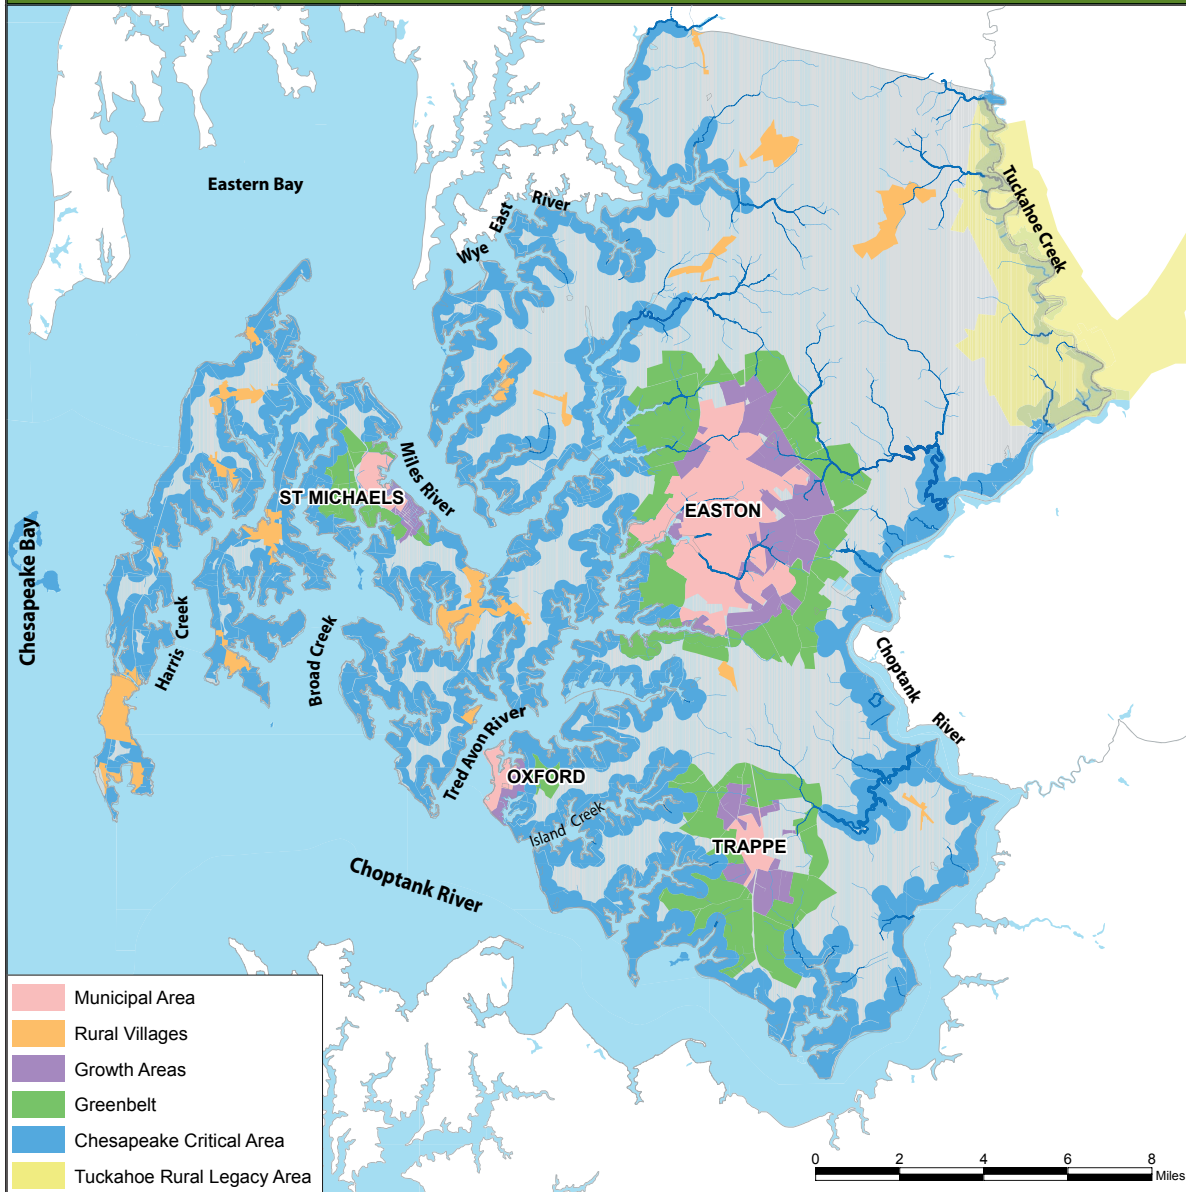 Eastern Bay
Wye East River
Tuckahoe Creek
Miles River
ST MICHAELS
EASTON
Chesapeake Bay
Harris Creek
Broad Creek
Choptank River
Tred Avon River
OXFORD
Island Creek
TRAPPE
Choptank River
Municipal Area
Rural Villages
Growth Areas
Greenbelt
Chesapeake Critical Area
Tuckahoe Rural Legacy Area
0 2 4 6 8
Miles